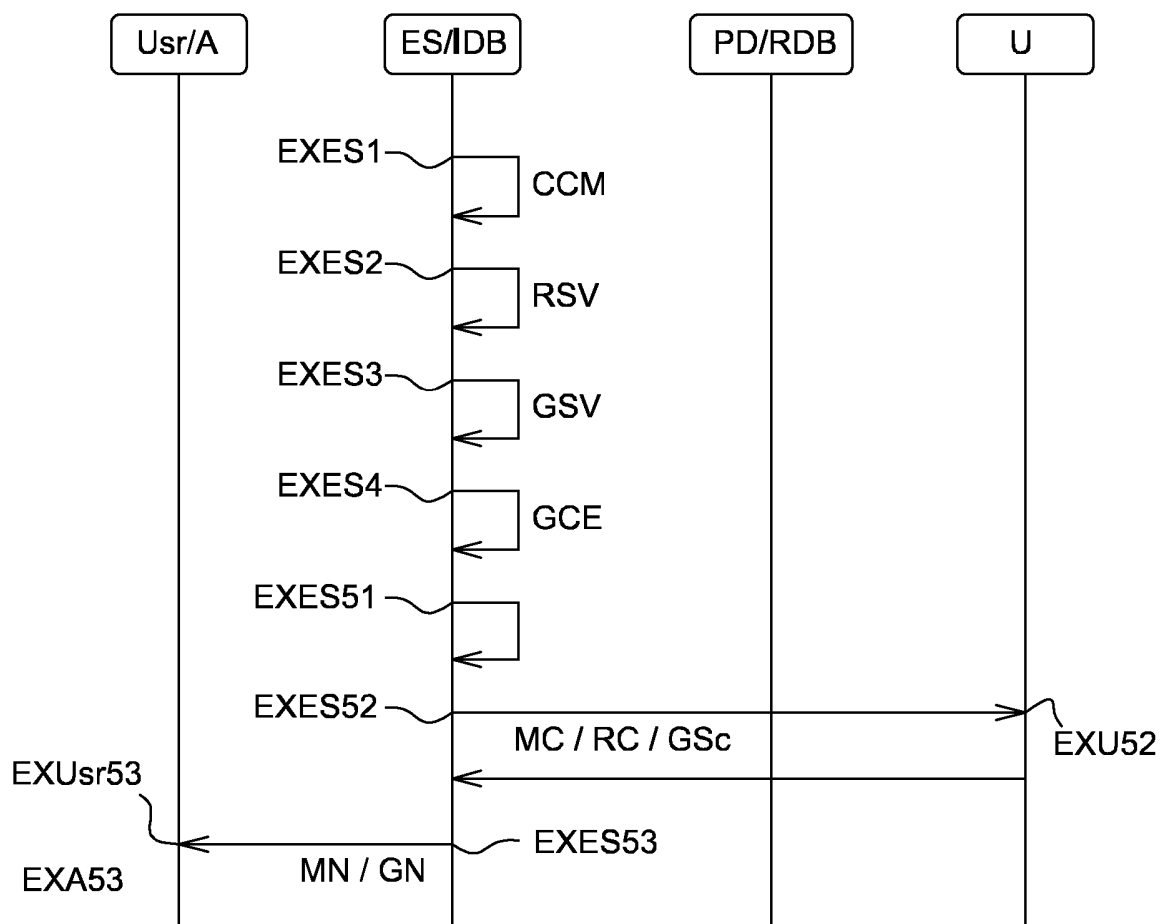 Usr/A ES/IDB PD/RDB U
EXES1
CCM
EXES2
RSV
EXES3
GSV
EXES4
GCE
EXES51
EXES52
MC / RC / GSc
EXU52
EXUsr53
EXES53
MN / GN
EXA53